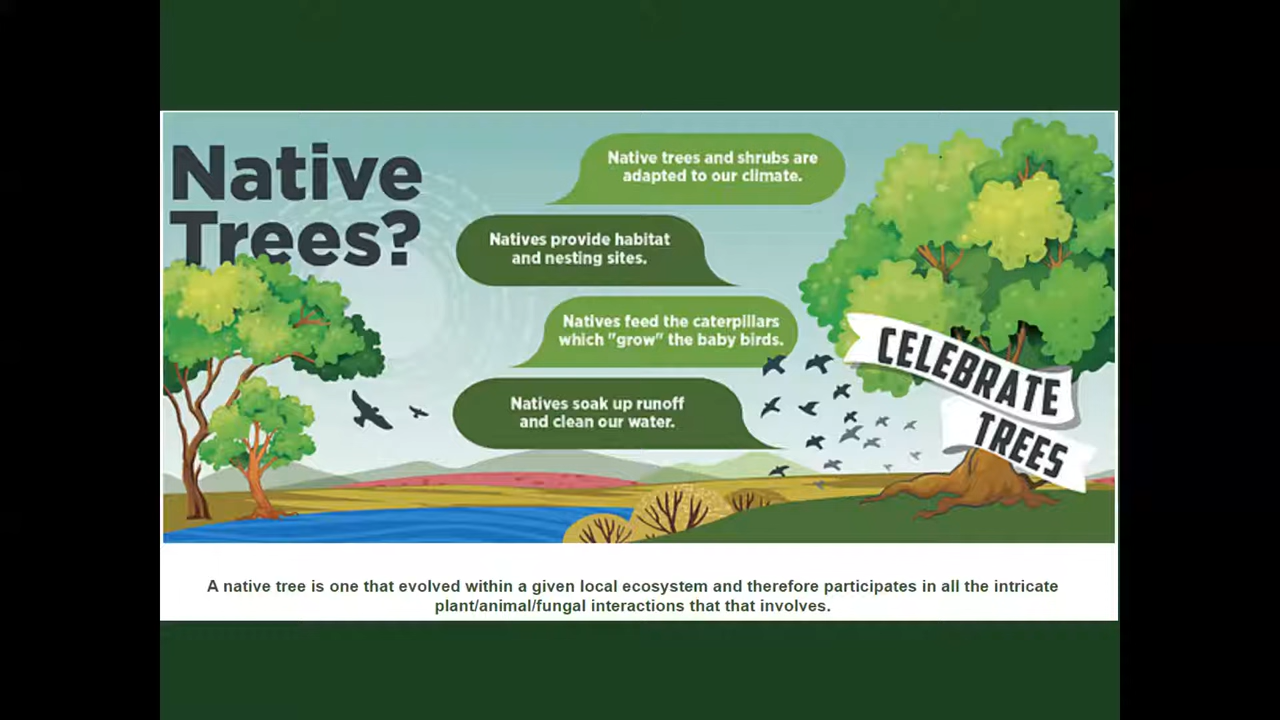 Native
Trees?
Native trees and shrubs are
adapted to our climate.
Natives provide habitat
and nesting sites.
Natives feed the caterpillars
which "grow" the baby birds.
Natives soak up runoff
and clean our water.
CELEBRATE
TREES
A native tree is one that evolved within a given local ecosystem and therefore participates in all the intricate
plant/animal/fungal interactions that that involves.